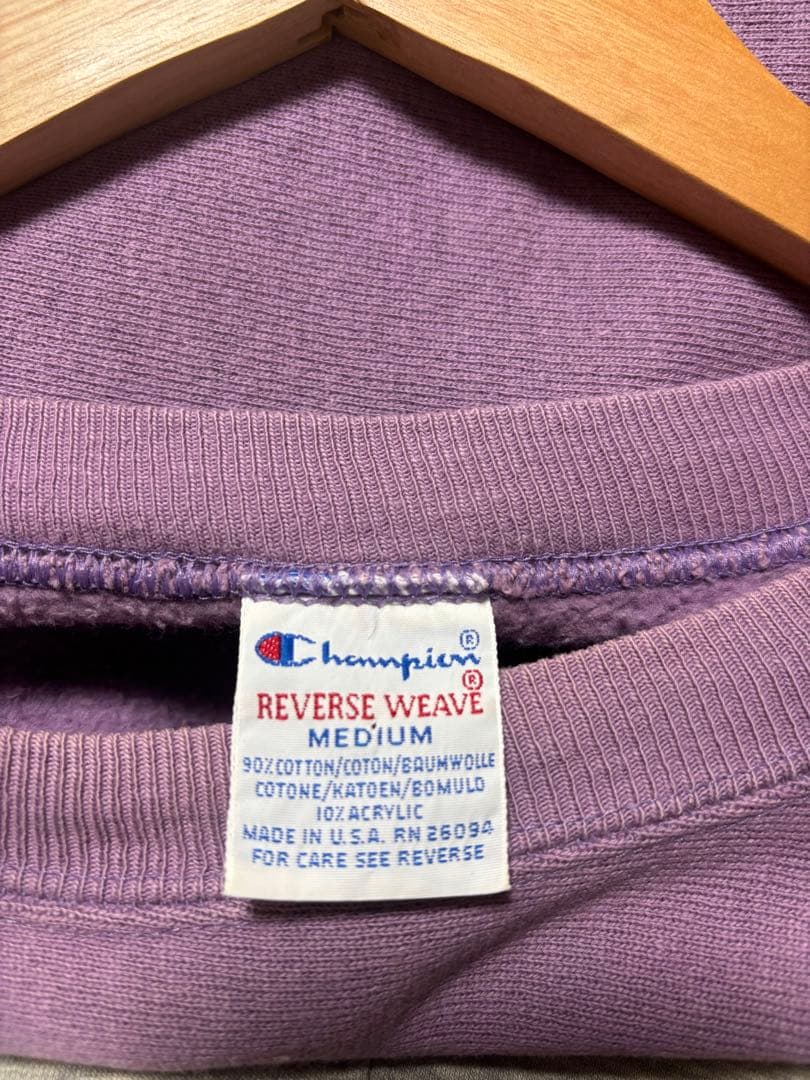 Champion®
REVERSE WEAVE®
MEDIUM
90% COTTON/COTON/BAUMWOLLE
COTONE/KATOEN/BOMULD
10% ACRYLIC
MADE IN U.S.A. RN 26094
FOR CARE SEE REVERSE